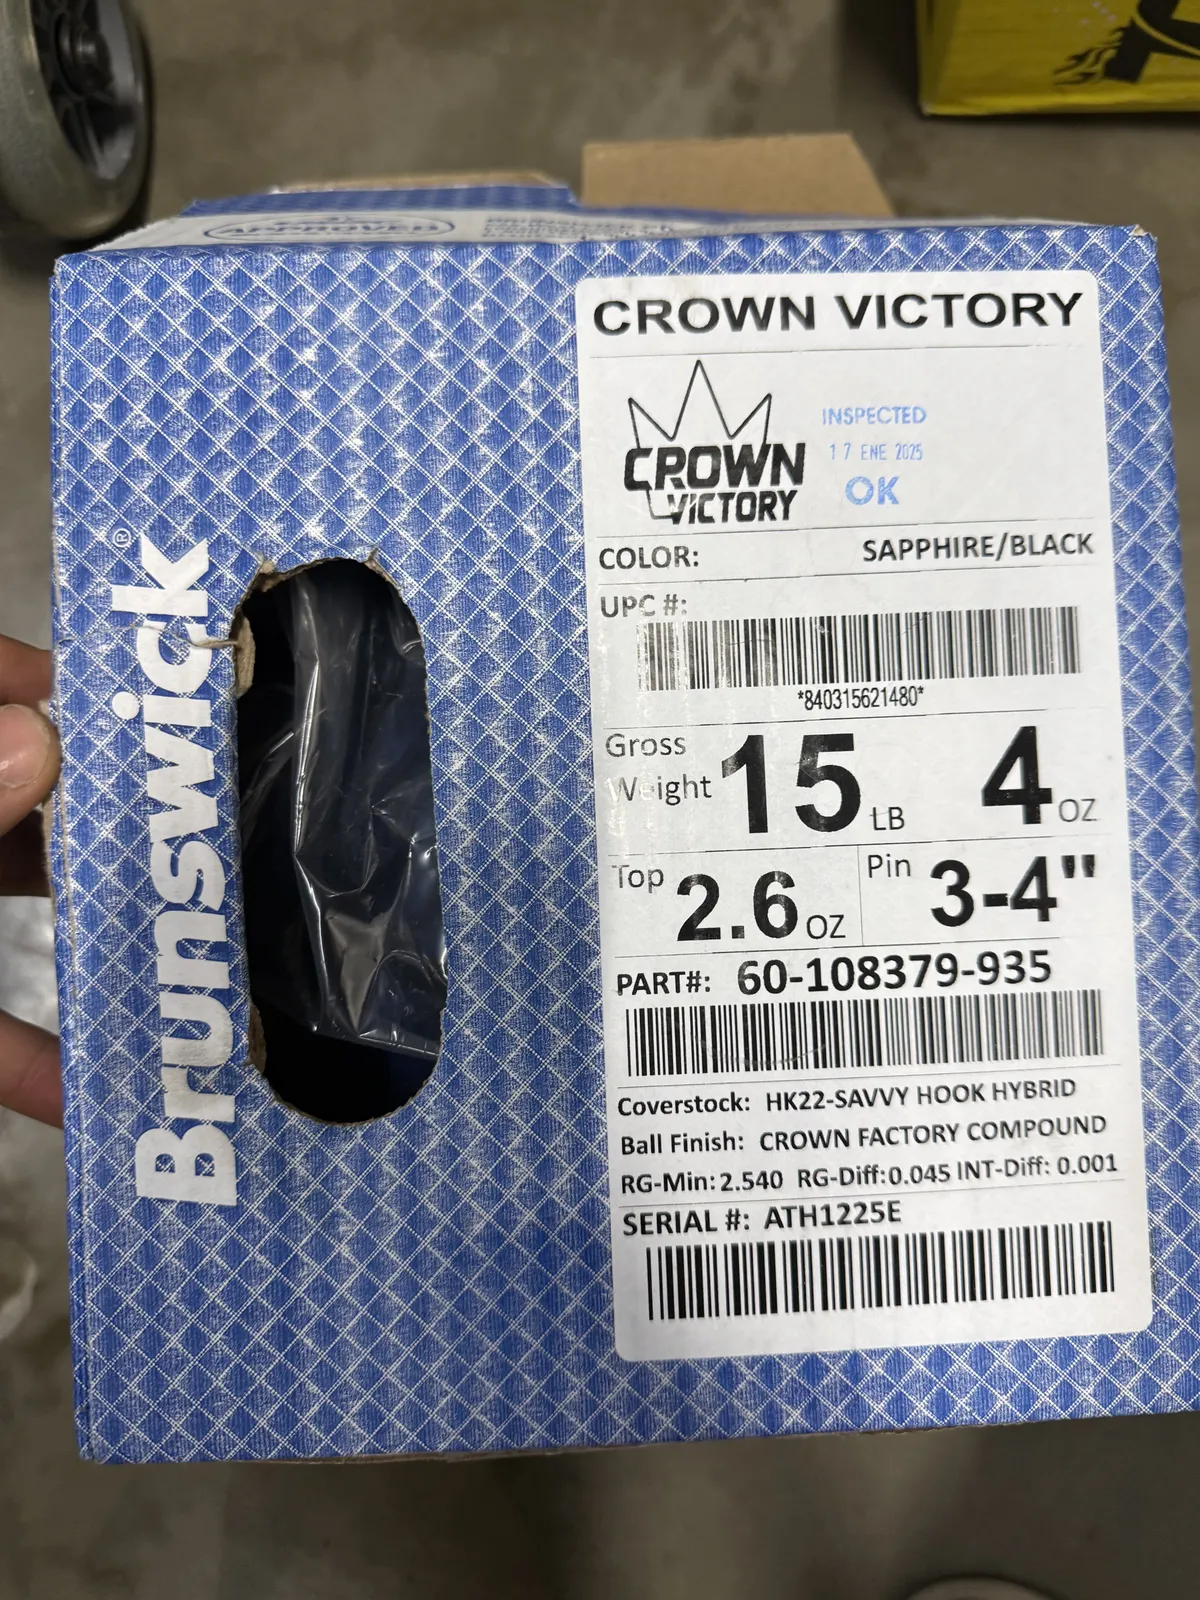 APPROVED
Brunswick®
CROWN VICTORY
CROWN
VICTORY
INSPECTED
17 ENE 2025
OK
COLOR: SAPPHIRE/BLACK
UPC #:
*840315621480*
Gross
Weight 15 LB 4 OZ
Top 2.6 OZ Pin 3-4"
PART#: 60-108379-935
Coverstock: HK22-SAVVY HOOK HYBRID
Ball Finish: CROWN FACTORY COMPOUND
RG-Min: 2.540 RG-Diff: 0.045 INT-Diff: 0.001
SERIAL #: ATH1225E